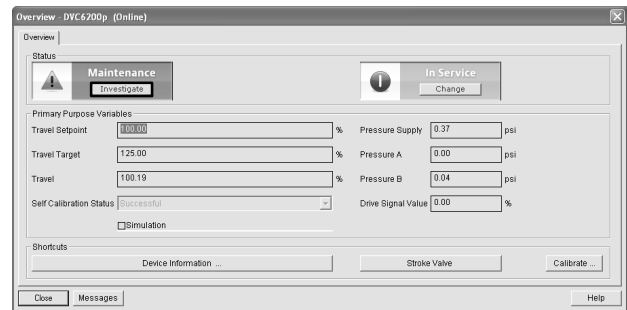 Overview - DVC6200p (Online)
Overview
Status
Maintenance
Investigate
In Service
Change
Primary Purpose Variables
Travel Setpoint 100.00 % Pressure Supply 0.37 psi
Travel Target 125.00 % Pressure A 0.00 psi
Travel 100.19 % Pressure B 0.04 psi
Self Calibration Status Successful Drive Signal Value 0.00 %
Simulation
Shortcuts
Device Information ... Stroke Valve Calibrate ...
Close Messages Help